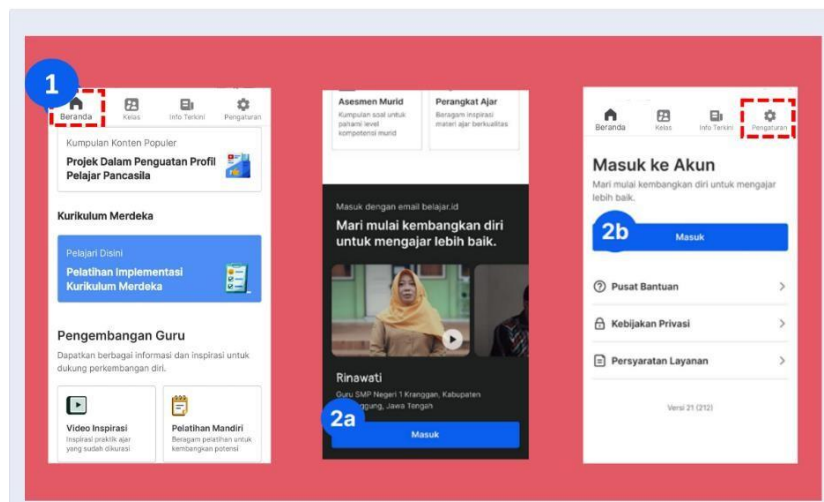 1
Beranda Kelas Info Terkini Pengaturan
Kumpulan Konten Populer
Projek Dalam Penguatan Profil
Pelajar Pancasila
Kurikulum Merdeka
Pelajari Disini
Pelatihan Implementasi
Kurikulum Merdeka
Pengembangan Guru
Dapatkan berbagai informasi dan inspirasi untuk
dukung perkembangan diri.
Video Inspirasi
Inspirasi praktik ajar
yang sudah dikurasi
Pelatihan Mandiri
Beragam pelatihan untuk
kembangkan potensi
Asesmen Murid
Kumpulan soal untuk
pahami level
kompetensi murid
Perangkat Ajar
Beragam inspirasi
materi ajar berkualitas
Masuk dengan email belajar.id
Mari mulai kembangkan diri
untuk mengajar lebih baik.
Rinawati
Guru SMP Negeri 1 Kranggan, Kabupaten
Jawa Tengah
2a
Masuk
Beranda Kelas Info Terkini Pengaturan
Masuk ke Akun
Mari mulai kembangkan diri untuk mengajar
lebih baik.
2b
Masuk
Pusat Bantuan
Kebijakan Privasi
Persyaratan Layanan
Versi 21 (212)